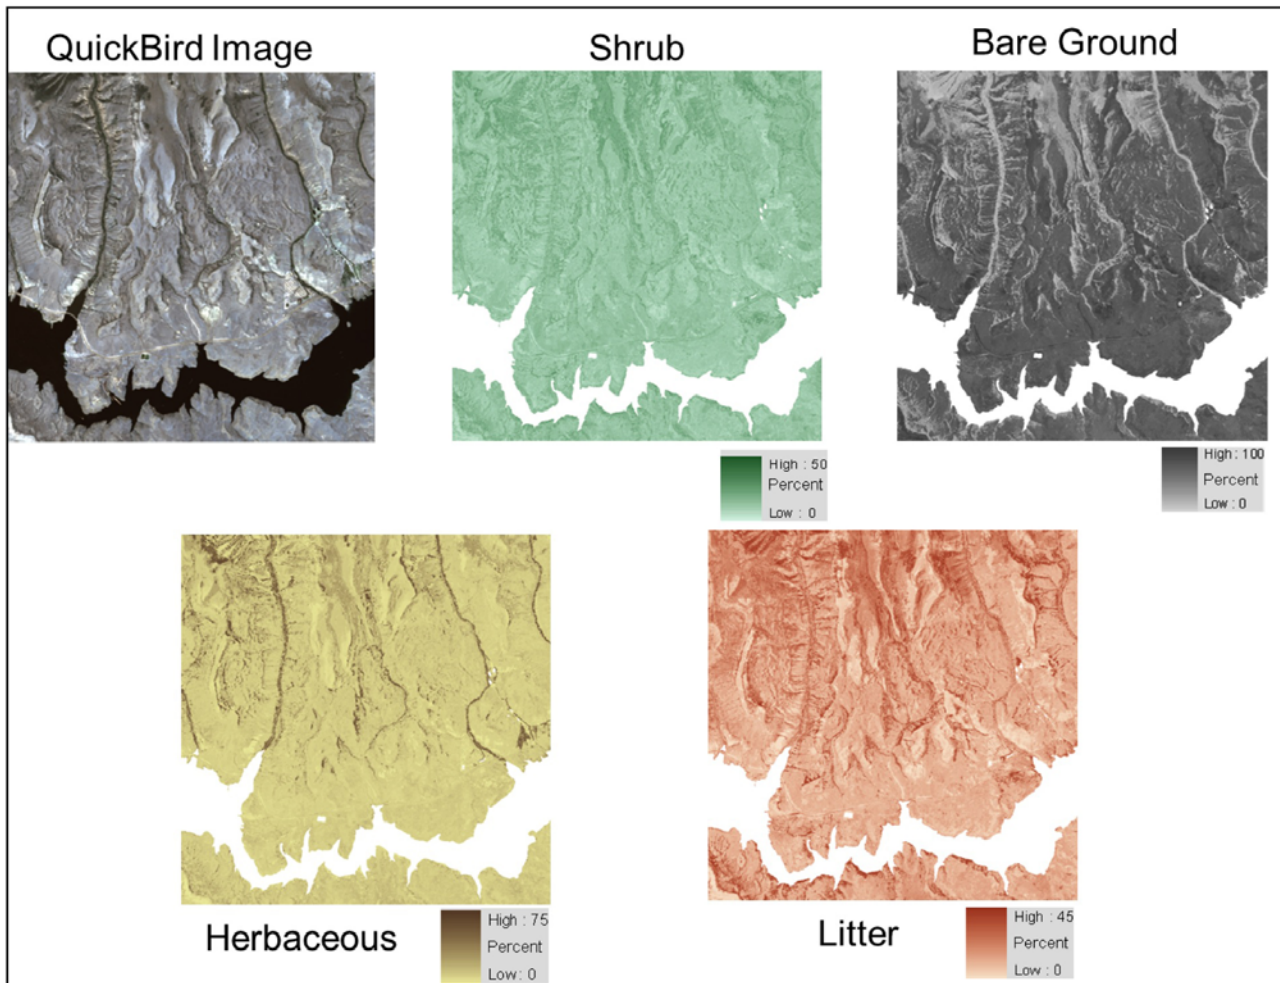 QuickBird Image
Shrub
Bare Ground
High : 50
Percent
Low : 0
High : 100
Percent
Low : 0
Herbaceous
High : 75
Percent
Low : 0
Litter
High : 45
Percent
Low : 0